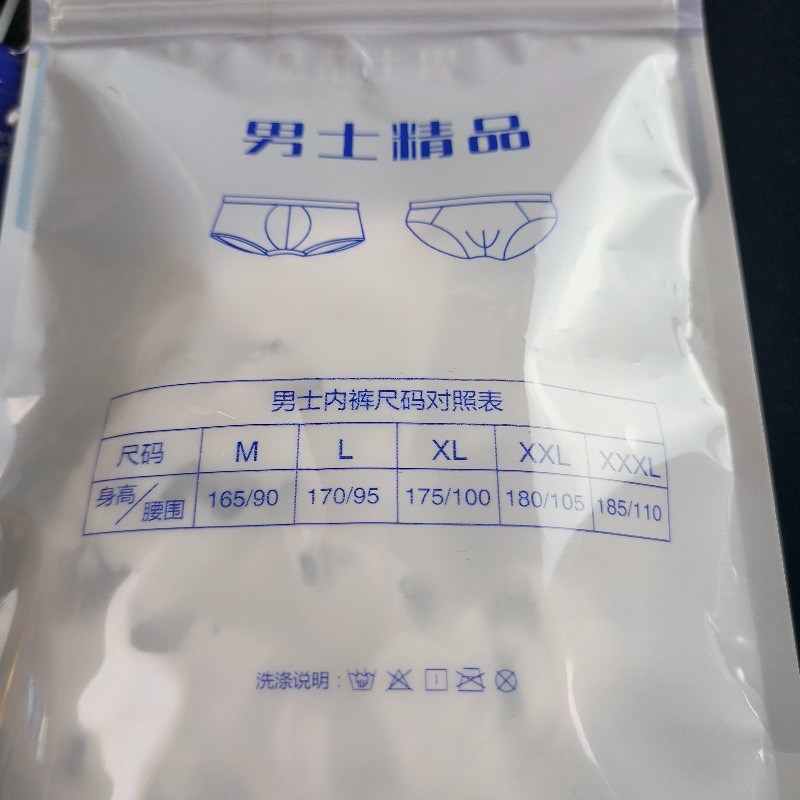 男士精品
男士内裤尺码对照表
尺码 M L XL XXL XXXL
身高/腰围 165/90 170/95 175/100 180/105 185/110
洗涤说明：